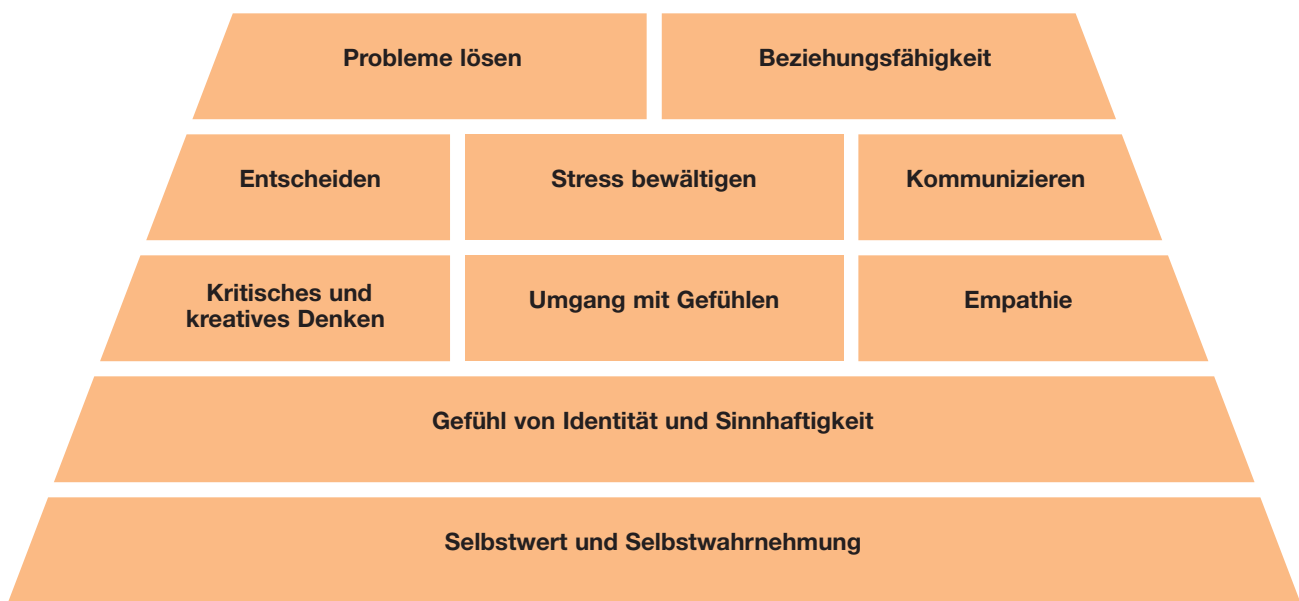 Probleme lösen
Beziehungsfähigkeit
Entscheiden
Stress bewältigen
Kommunizieren
Kritisches und
kreatives Denken
Umgang mit Gefühlen
Empathie
Gefühl von Identität und Sinnhaftigkeit
Selbstwert und Selbstwahrnehmung